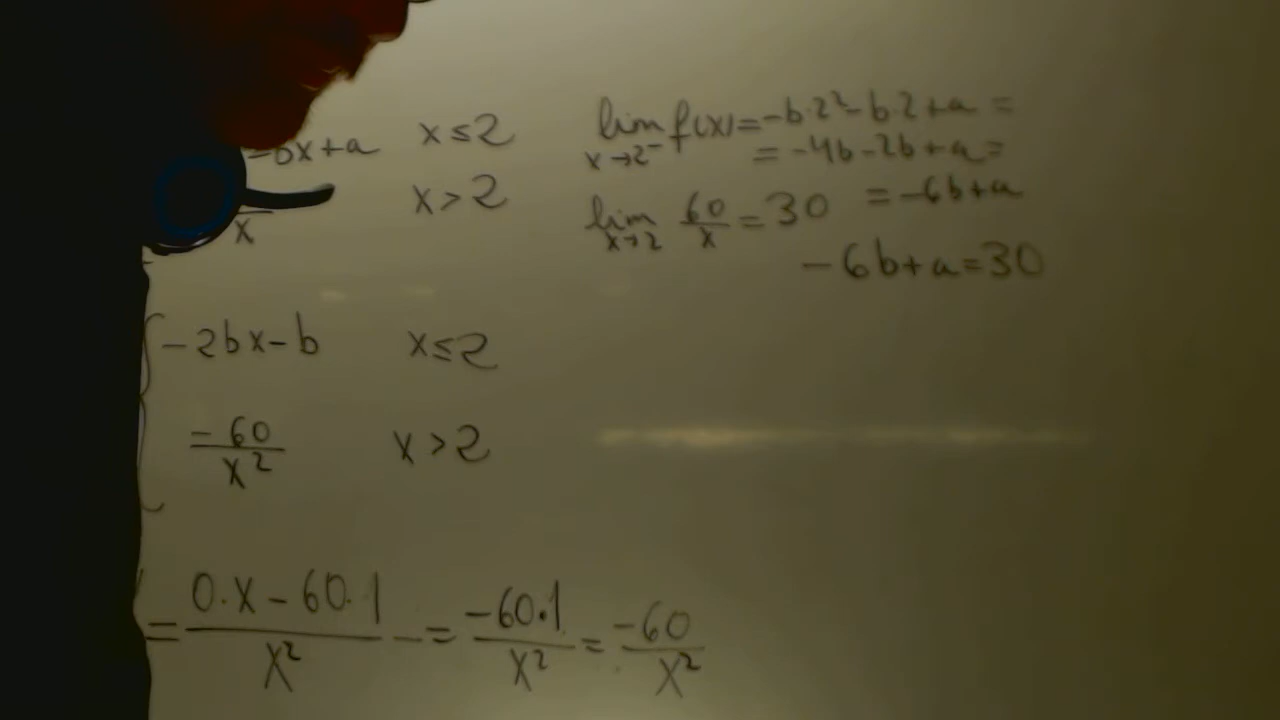 -bx+a x≤2
x x>2
lim f(x)=-b·2²-b·2+a=
x→2⁻
=-4b-2b+a=
=-6b+a
lim 60/x=30
x→2
-6b+a=30
{ -2bx-b x≤2
-60/x² x>2
= (0·x-60·1)/x² = (-60·1)/x² = -60/x²